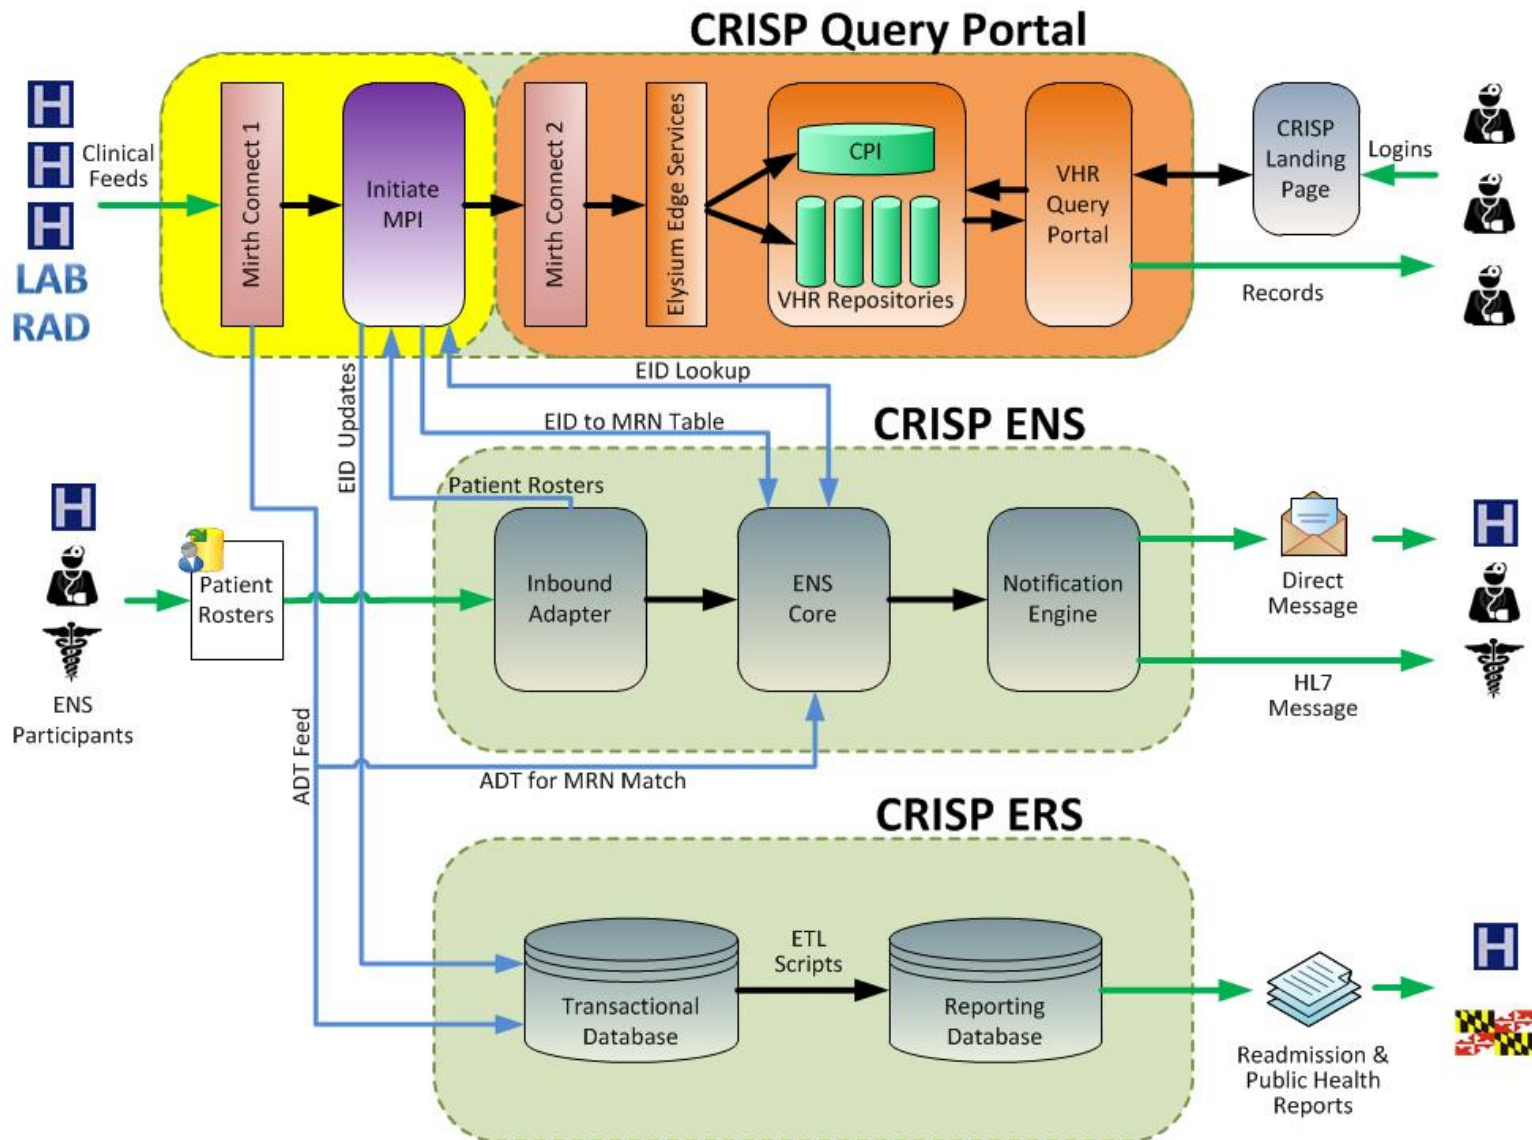 CRISP Query Portal
H
H
H
LAB
RAD
Clinical
Feeds
Mirth Connect 1
Initiate
MPI
Mirth Connect 2
Elysium Edge Services
CPI
VHR Repositories
VHR
Query
Portal
CRISP
Landing
Page
Logins
Records
EID Lookup
EID to MRN Table
EID Updates
CRISP ENS
Patient Rosters
H
ENS
Participants
Patient
Rosters
Inbound
Adapter
ENS
Core
Notification
Engine
Direct
Message
HL7
Message
H
ADT Feed
ADT for MRN Match
CRISP ERS
Transactional
Database
ETL
Scripts
Reporting
Database
Readmission &
Public Health
Reports
H